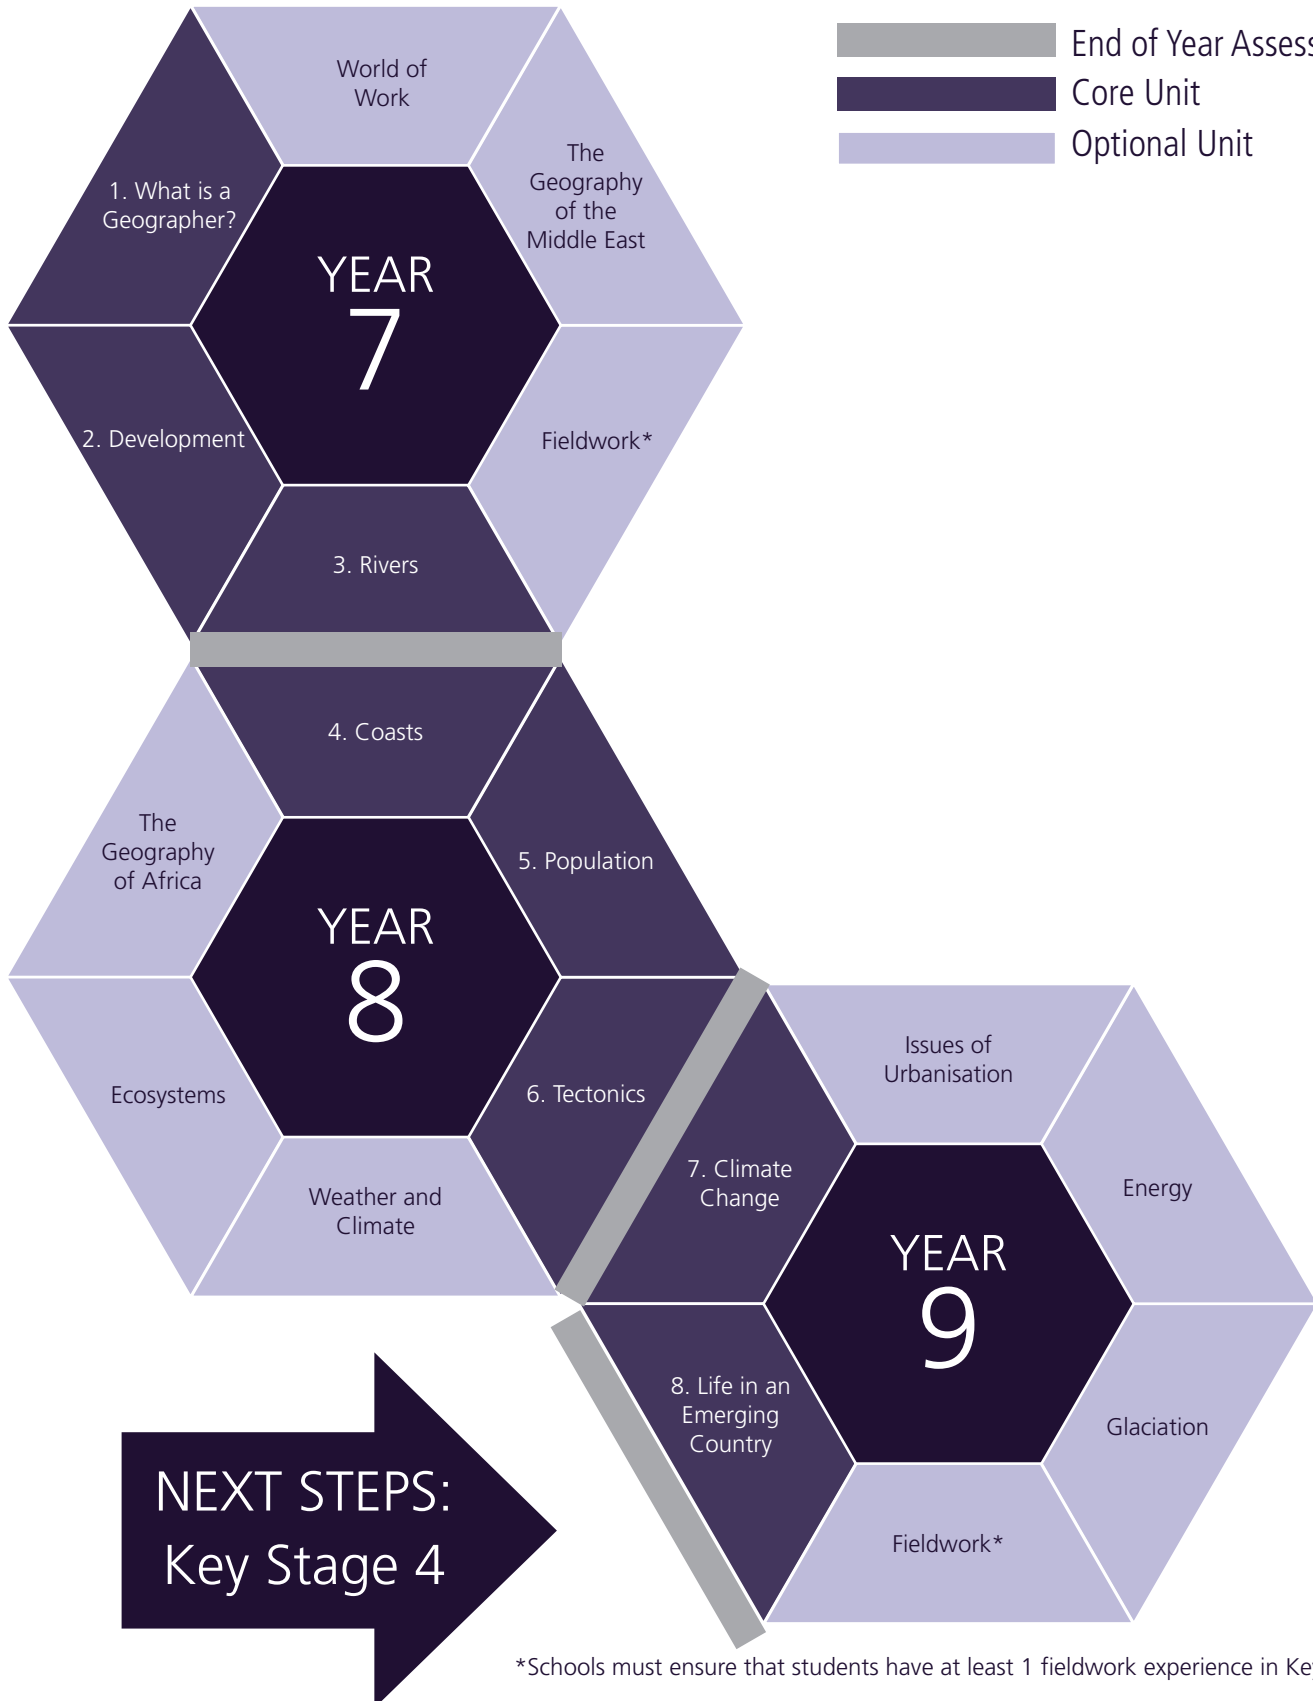 End of Year Assess
Core Unit
Optional Unit
World of
Work
The
Geography
of the
Middle East
1. What is a
Geographer?
YEAR
7
2. Development
Fieldwork*
3. Rivers
4. Coasts
The
Geography
of Africa
5. Population
YEAR
8
Ecosystems
6. Tectonics
Weather and
Climate
Issues of
Urbanisation
7. Climate
Change
Energy
YEAR
9
8. Life in an
Emerging
Country
Glaciation
Fieldwork*
NEXT STEPS:
Key Stage 4
*Schools must ensure that students have at least 1 fieldwork experience in Key